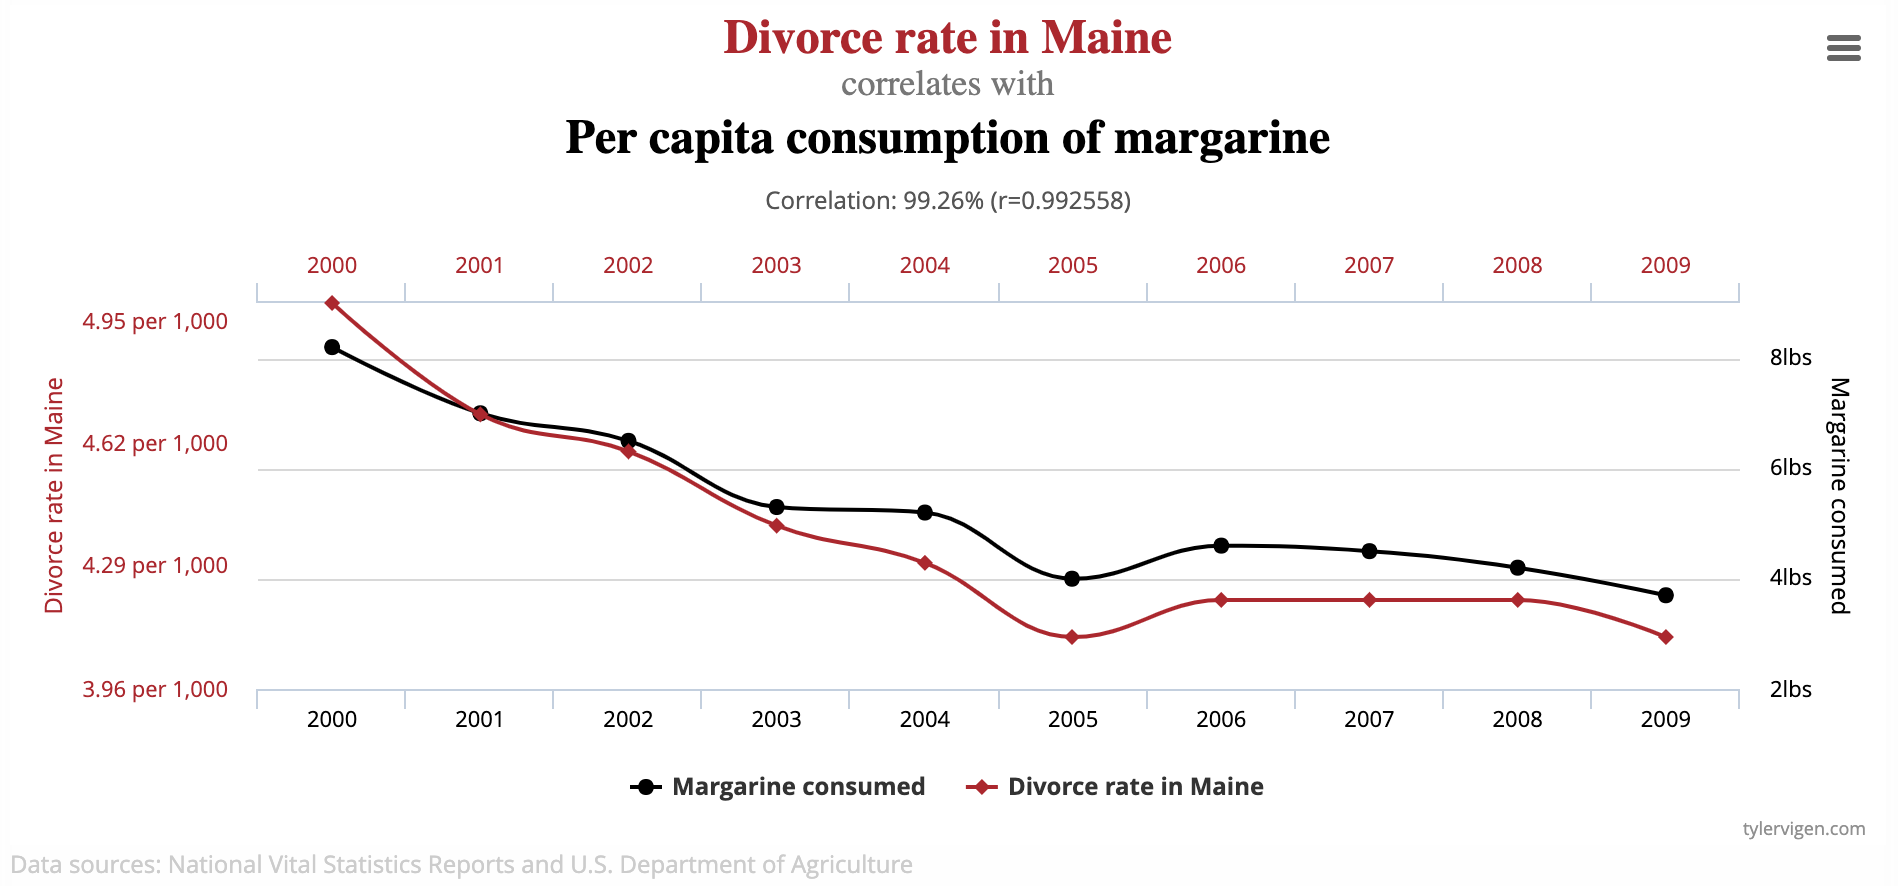 Divorce rate in Maine
correlates with
Per capita consumption of margarine
Correlation: 99.26% (r=0.992558)
2000 2001 2002 2003 2004 2005 2006 2007 2008 2009
4.95 per 1,000
4.62 per 1,000
4.29 per 1,000
3.96 per 1,000
Divorce rate in Maine
8lbs
6lbs
4lbs
2lbs
Margarine consumed
2000 2001 2002 2003 2004 2005 2006 2007 2008 2009
Margarine consumed Divorce rate in Maine
tylervigen.com
Data sources: National Vital Statistics Reports and U.S. Department of Agriculture